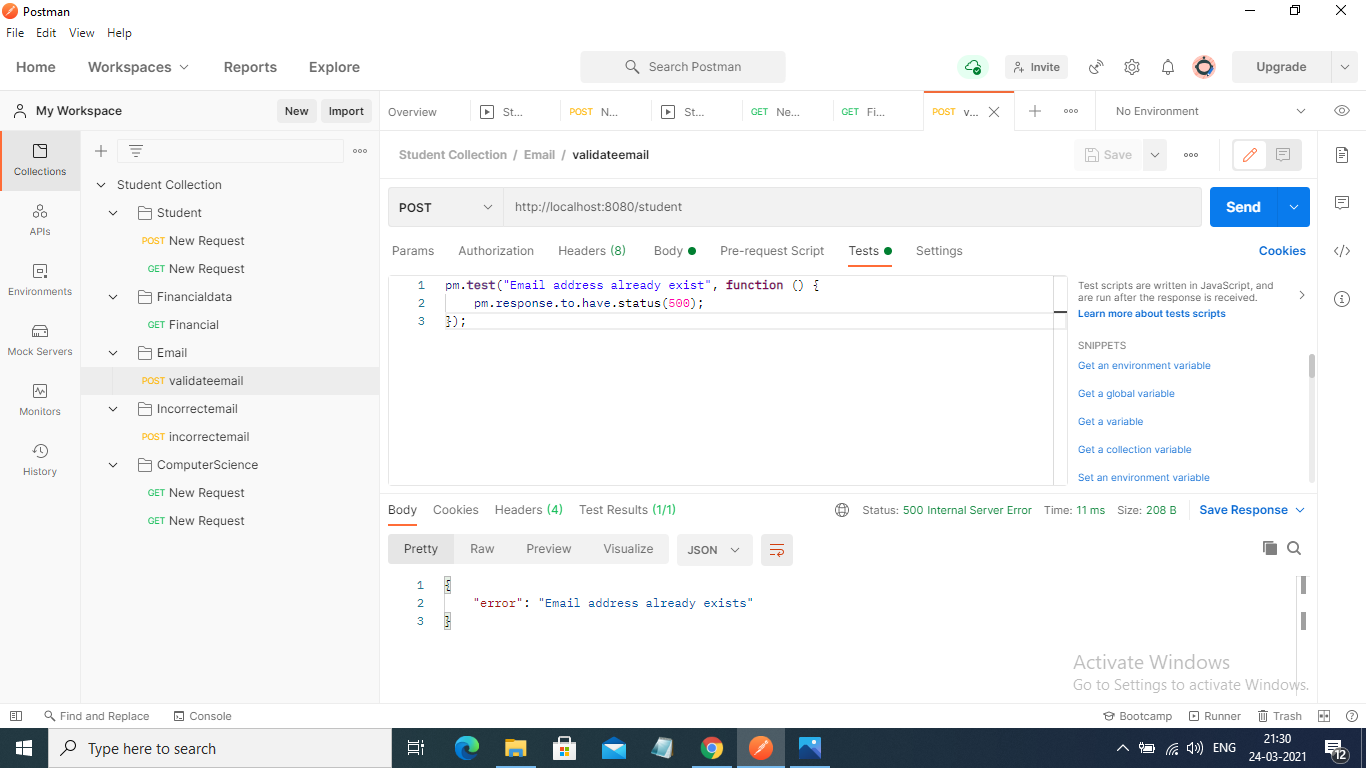 Postman
File Edit View Help
Home Workspaces Reports Explore Search Postman Invite Upgrade
My Workspace New Import
Overview St... POST N... St... GET Ne... GET Fi... POST v... No Environment
Collections
APIs
Environments
Mock Servers
Monitors
History
Student Collection
Student
POST New Request
GET New Request
Financialdata
GET Financial
Email
POST validateemail
Incorrectemail
POST incorrectemail
ComputerScience
GET New Request
GET New Request
Student Collection / Email / validateemail Save
POST http://localhost:8080/student Send
Params Authorization Headers (8) Body Pre-request Script Tests Settings Cookies
1 pm.test("Email address already exist", function () {
2 pm.response.to.have.status(500);
3 });
Test scripts are written in JavaScript, and
are run after the response is received.
Learn more about tests scripts
SNIPPETS
Get an environment variable
Get a global variable
Get a variable
Get a collection variable
Set an environment variable
Body Cookies Headers (4) Test Results (1/1) Status: 500 Internal Server Error Time: 11 ms Size: 208 B Save Response
Pretty Raw Preview Visualize JSON
1 {
2 "error": "Email address already exists"
3 }
Activate Windows
Go to Settings to activate Windows.
Find and Replace Console Bootcamp Runner Trash
Type here to search ENG 21:30
24-03-2021 12